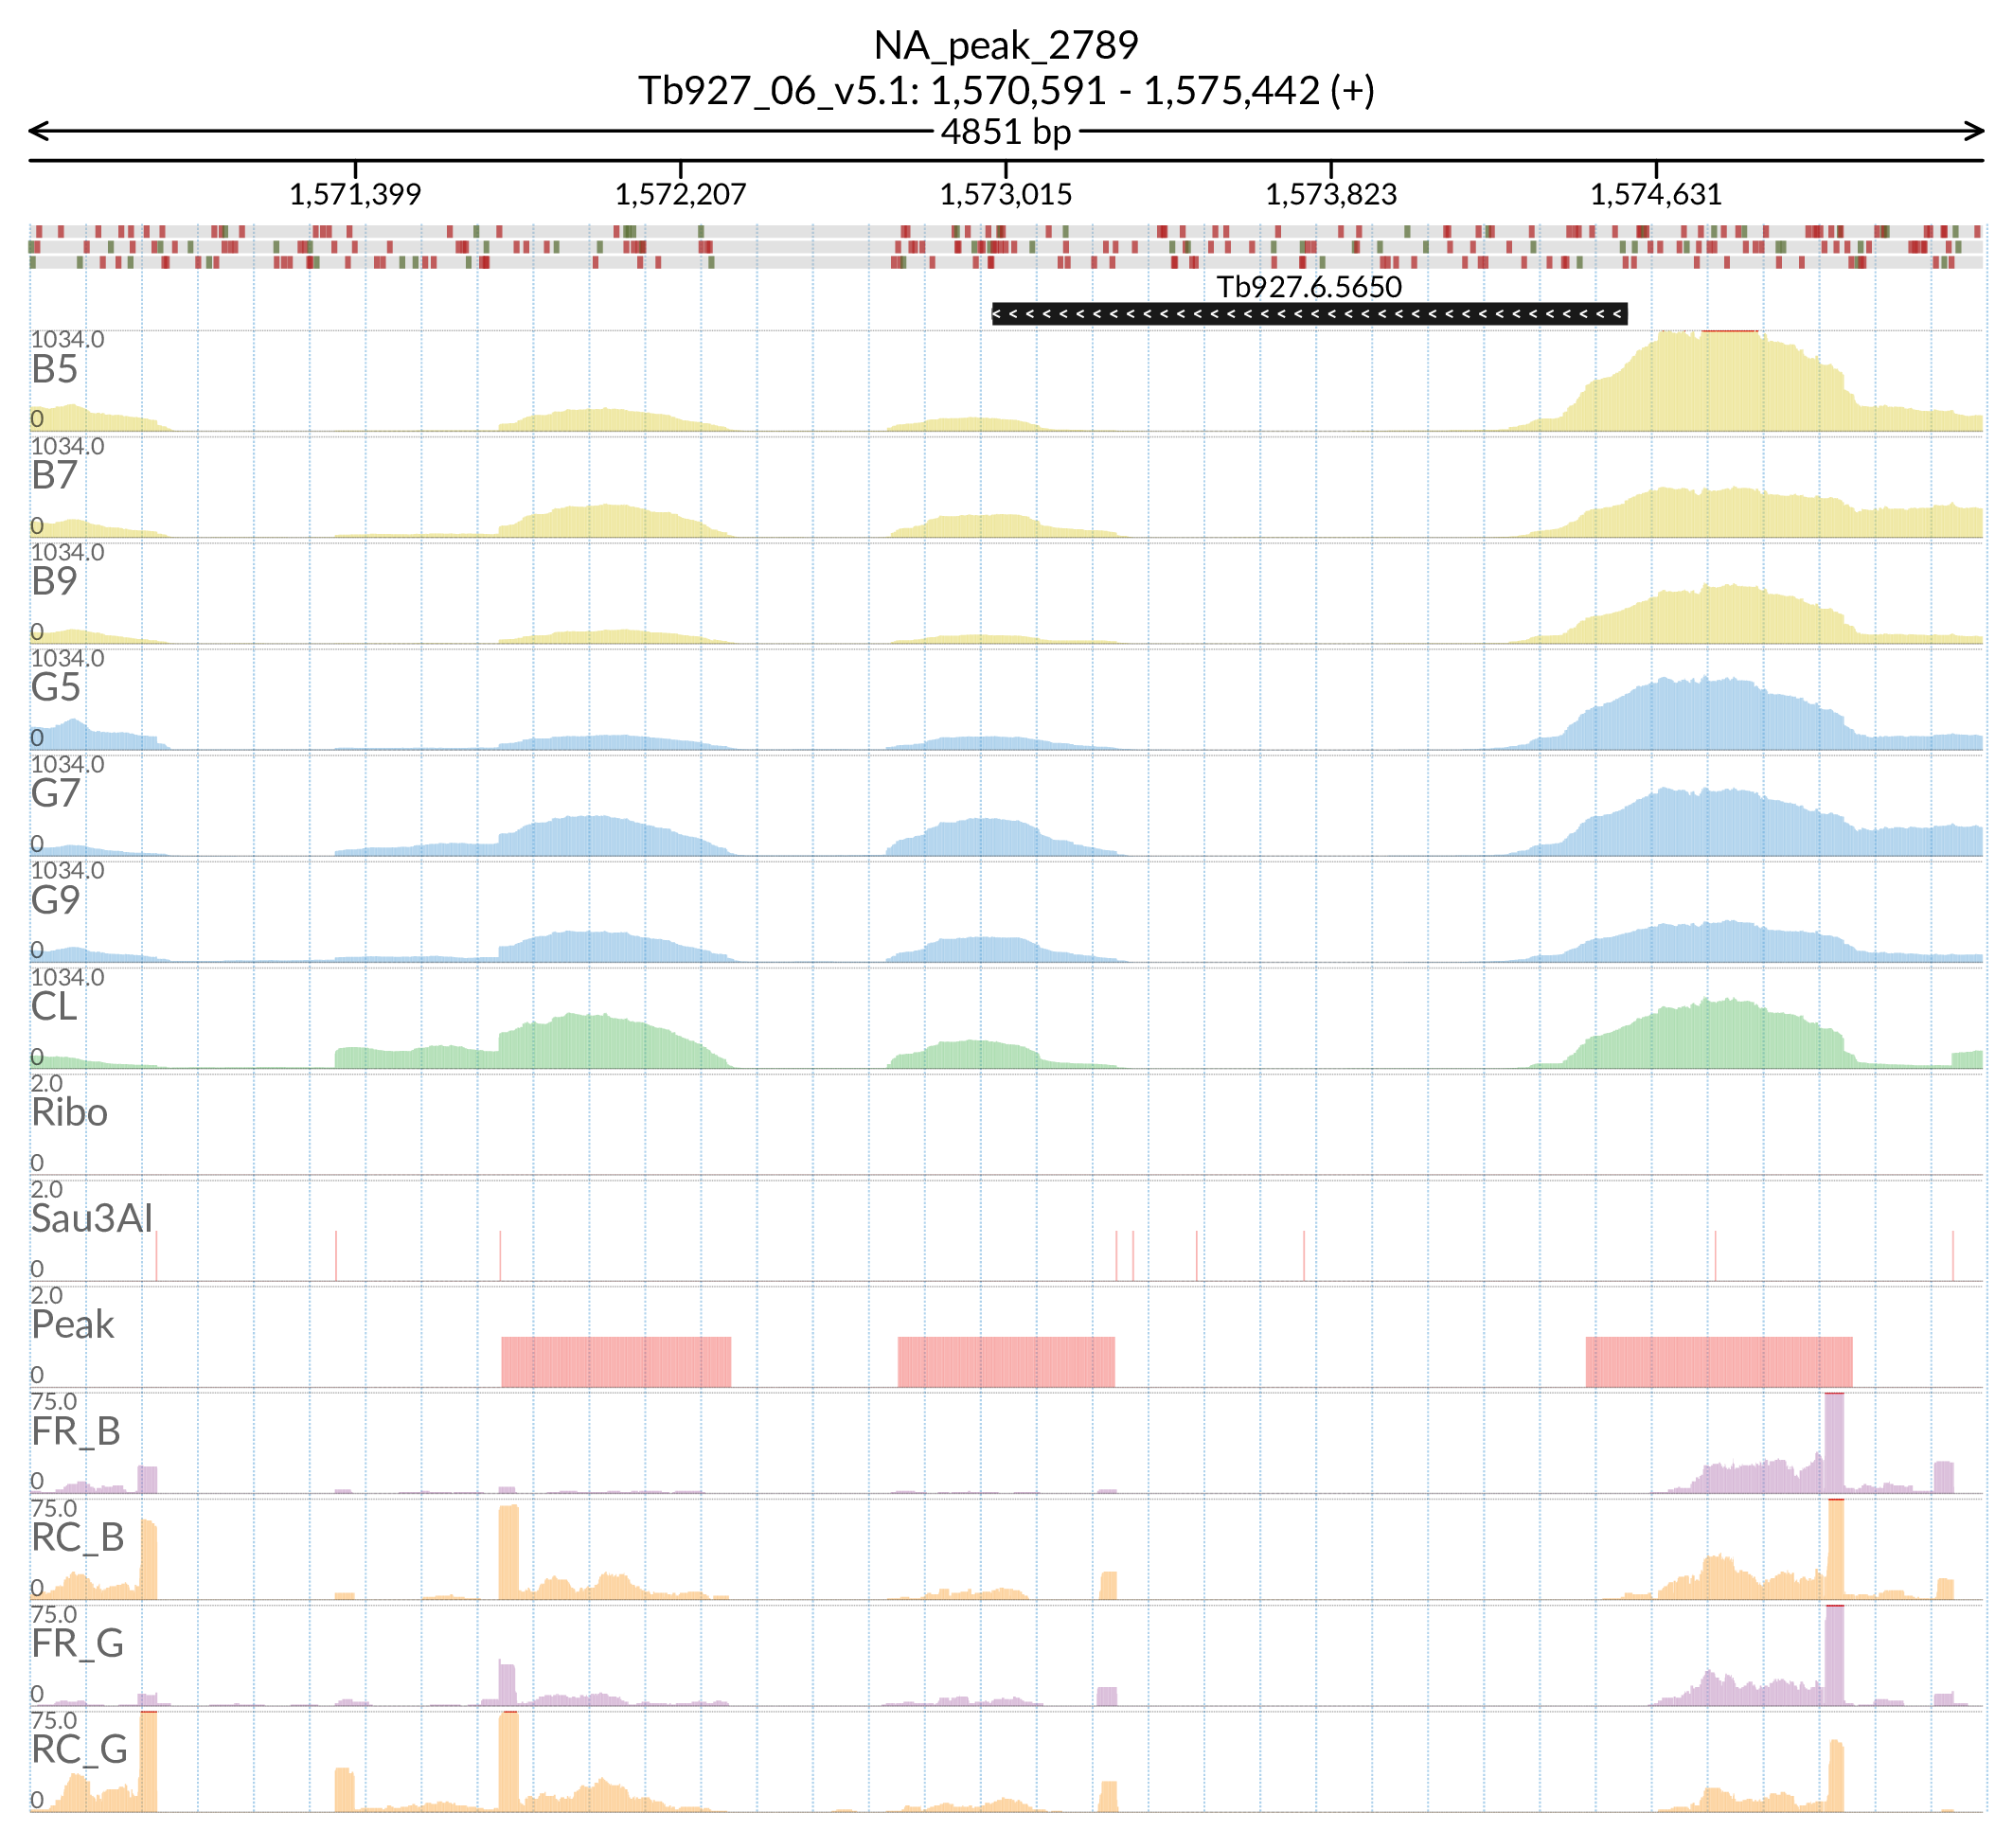 NA_peak_2789
Tb927_06_v5.1: 1,570,591 - 1,575,442 (+)
4851 bp
1,571,399 1,572,207 1,573,015 1,573,823 1,574,631
Tb927.6.5650
1034.0
B5
0
1034.0
B7
0
1034.0
B9
0
1034.0
G5
0
1034.0
G7
0
1034.0
G9
0
1034.0
CL
0
2.0
Ribo
0
2.0
Sau3AI
0
2.0
Peak
0
75.0
FR_B
0
75.0
RC_B
0
75.0
FR_G
0
75.0
RC_G
0